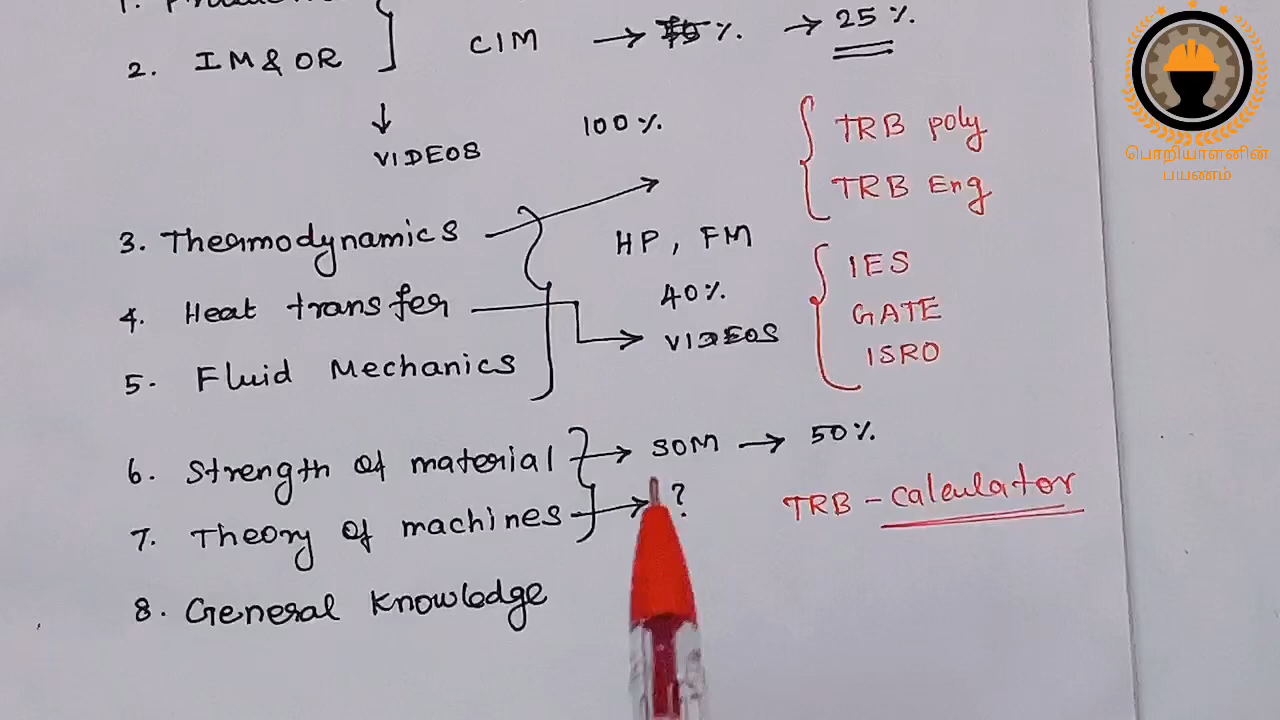 1.
2. IM & OR ] CIM → % → 25 %
↓
VIDEOS
100 %
TRB poly
TRB Eng
3. Thermodynamics
HP, FM
4. Heat transfer
40%
→ VIDEOS
5. Fluid Mechanics
IES
GATE
ISRO
6. Strength of material → SOM → 50 %
7. Theory of machines → ?
TRB - calculator
8. General Knowledge
பொறியாளனின்
பயணம்